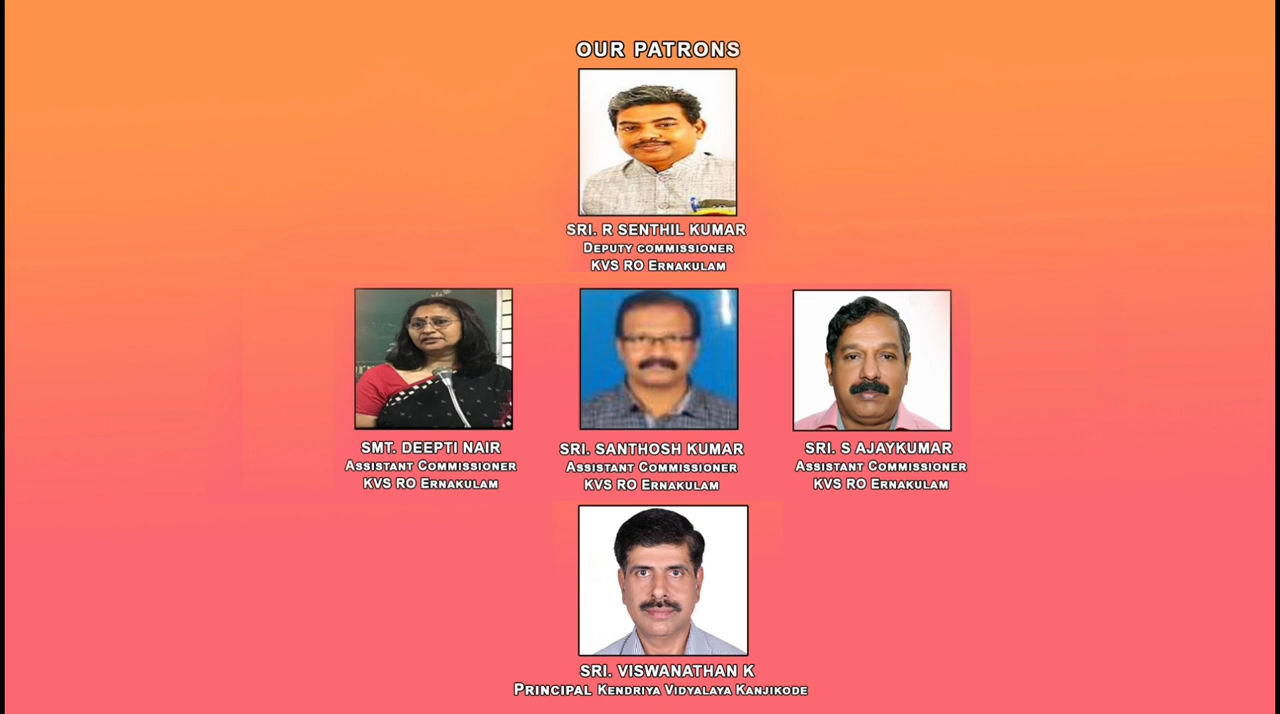 OUR PATRONS
SRI. R SENTHIL KUMAR
DEPUTY COMMISSIONER
KVS RO ERNAKULAM
SMT. DEEPTI NAIR
ASSISTANT COMMISSIONER
KVS RO ERNAKULAM
SRI. SANTHOSH KUMAR
ASSISTANT COMMISSIONER
KVS RO ERNAKULAM
SRI. S AJAYKUMAR
ASSISTANT COMMISSIONER
KVS RO ERNAKULAM
SRI. VISWANATHAN K
PRINCIPAL KENDRIYA VIDYALAYA KANJIKODE